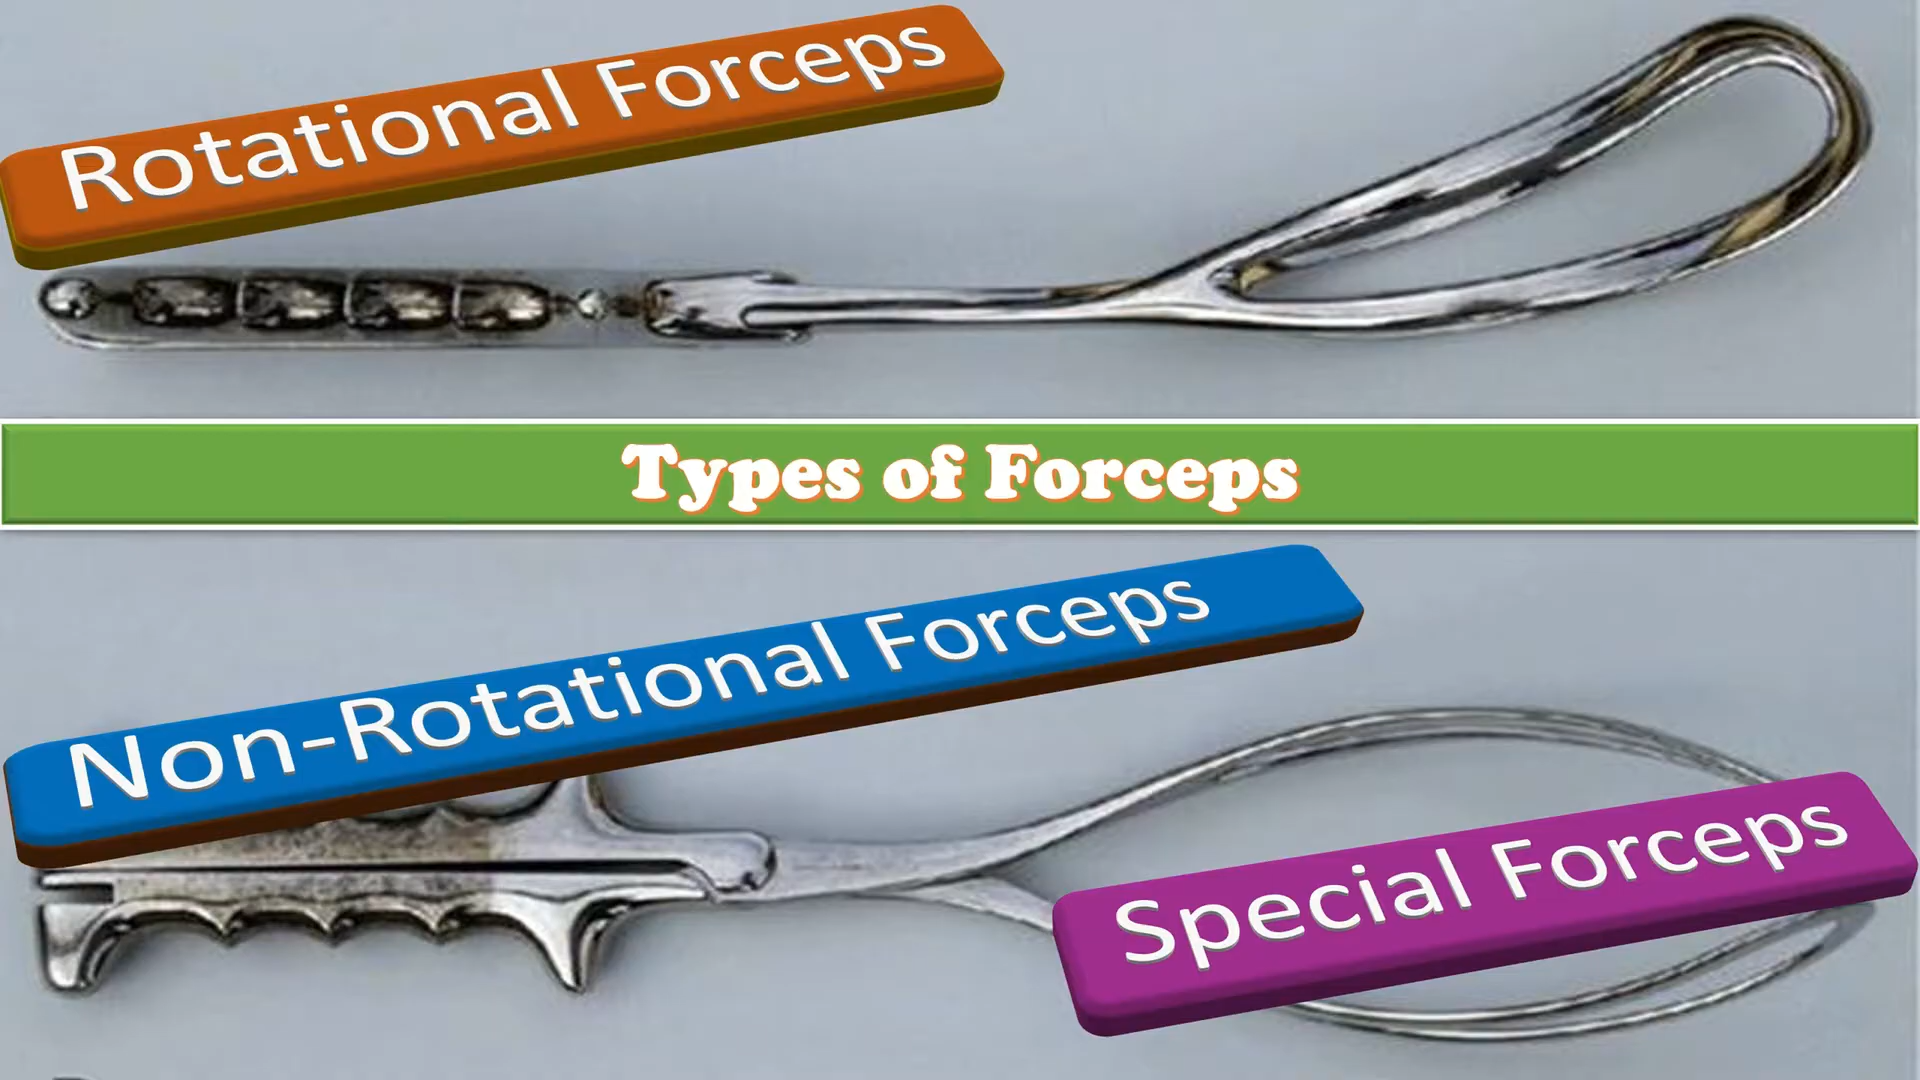 Rotational Forceps
Types of Forceps
Non-Rotational Forceps
Special Forceps